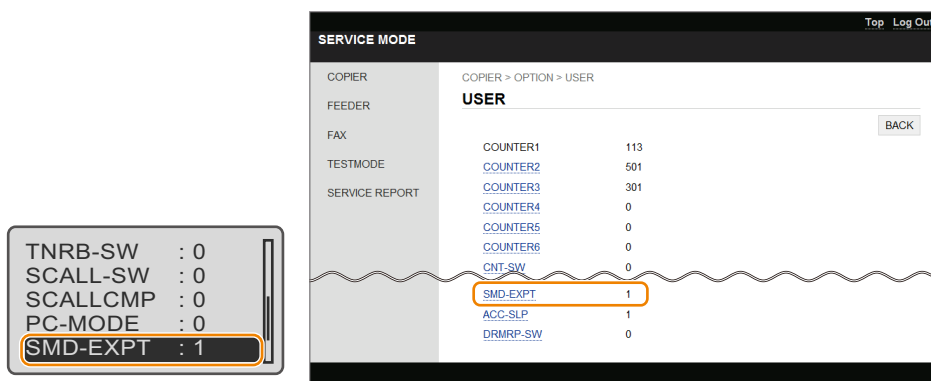 Top Log Out
SERVICE MODE
COPIER
FEEDER
FAX
TESTMODE
SERVICE REPORT
COPIER > OPTION > USER
USER
BACK
COUNTER1 113
COUNTER2 501
COUNTER3 301
COUNTER4 0
COUNTER5 0
COUNTER6 0
CNT-SW 0
SMD-EXPT 1
ACC-SLP 1
DRMRP-SW 0
TNRB-SW : 0
SCALL-SW : 0
SCALLCMP : 0
PC-MODE : 0
SMD-EXPT : 1